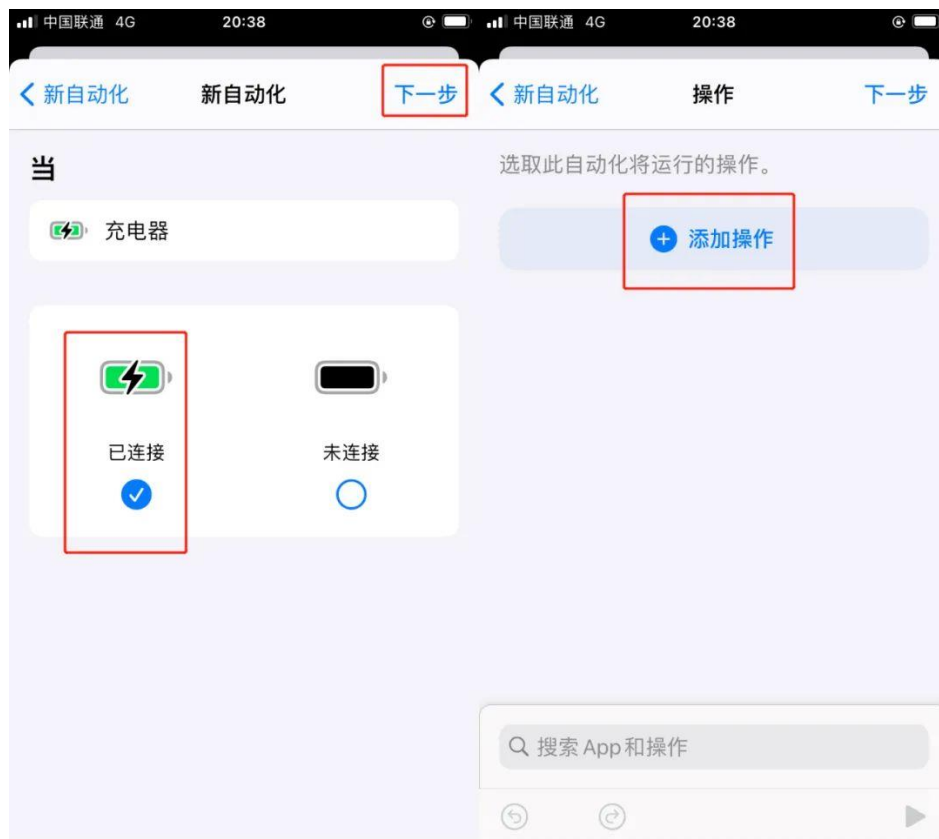 中国联通 4G 20:38
新自动化 新自动化 下一步
当
充电器
已连接 未连接
中国联通 4G 20:38
新自动化 操作 下一步
选取此自动化将运行的操作。
添加操作
搜索 App 和操作